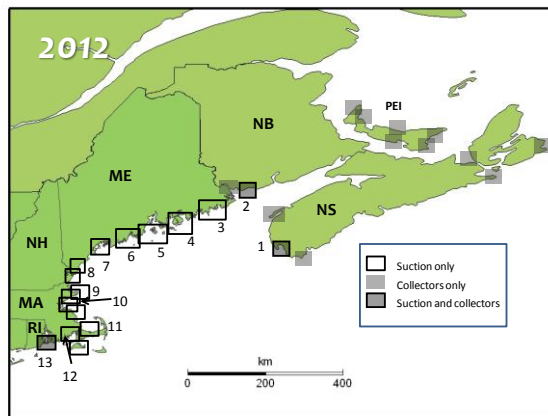 2012
PEI
NB
ME
NS
NH
MA
RI
1
2
3
4
5
6
7
8
9
10
11
12
13
Suction only
Collectors only
Suction and collectors
km
0 200 400